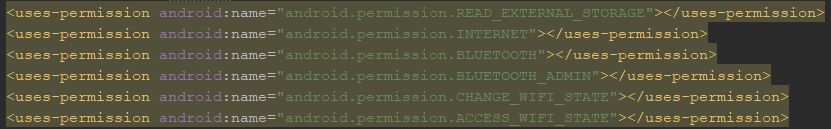 <uses-permission android:name="android.permission.READ_EXTERNAL_STORAGE"></uses-permission>
<uses-permission android:name="android.permission.INTERNET"></uses-permission>
<uses-permission android:name="android.permission.BLUETOOTH"></uses-permission>
<uses-permission android:name="android.permission.BLUETOOTH_ADMIN"></uses-permission>
<uses-permission android:name="android.permission.CHANGE_WIFI_STATE"></uses-permission>
<uses-permission android:name="android.permission.ACCESS_WIFI_STATE"></uses-permission>